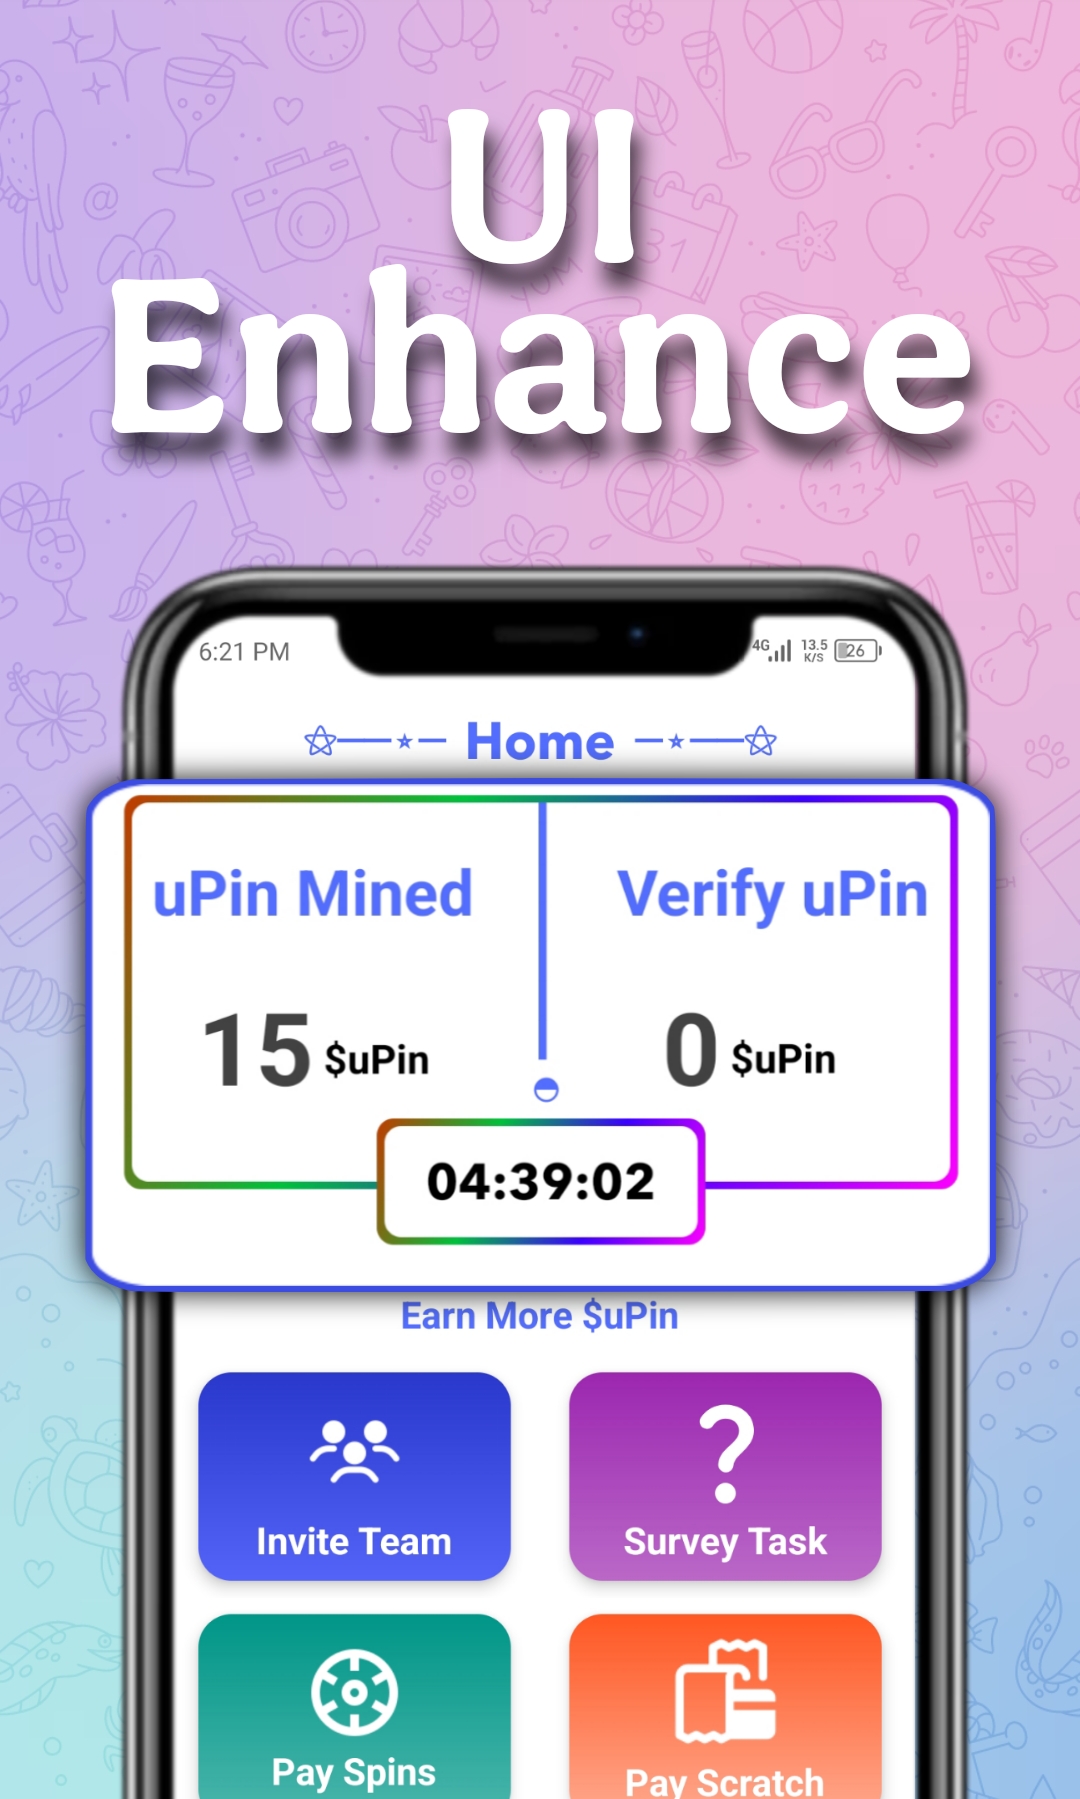 UI
Enhance
6:21 PM
4G 13.5 K/S 26
Home
uPin Mined
Verify uPin
15 $uPin
0 $uPin
04:39:02
Earn More $uPin
Invite Team
Survey Task
Pay Spins
Pay Scratch